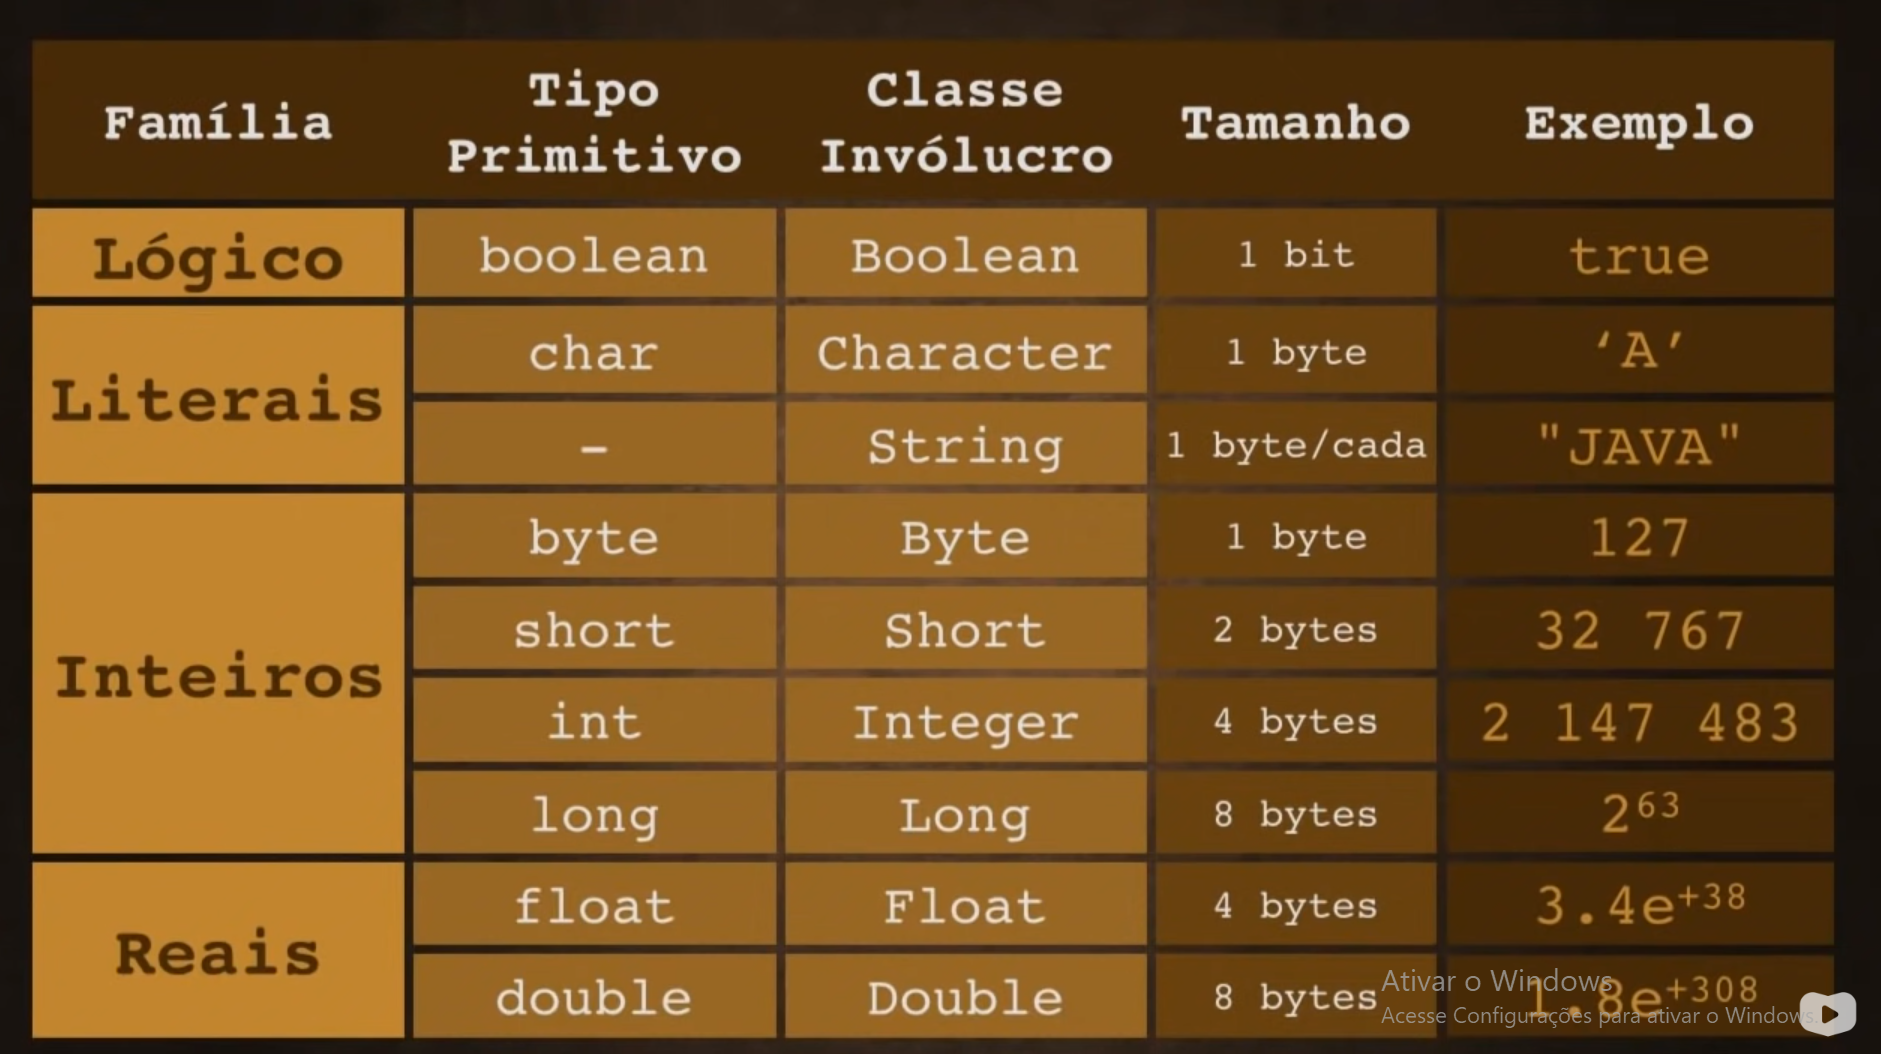 Família
Tipo
Primitivo
Classe
Invólucro
Tamanho
Exemplo
Lógico
boolean
Boolean
1 bit
true
Literais
char
Character
1 byte
‘A’
–
String
1 byte/cada
"JAVA"
Inteiros
byte
Byte
1 byte
127
short
Short
2 bytes
32 767
int
Integer
4 bytes
2 147 483
long
Long
8 bytes
2⁶³
Reais
float
Float
4 bytes
3.4e⁺³⁸
double
Double
8 bytes
1.8e⁺³⁰⁸
Ativar o Windows
Acesse Configurações para ativar o Windows.